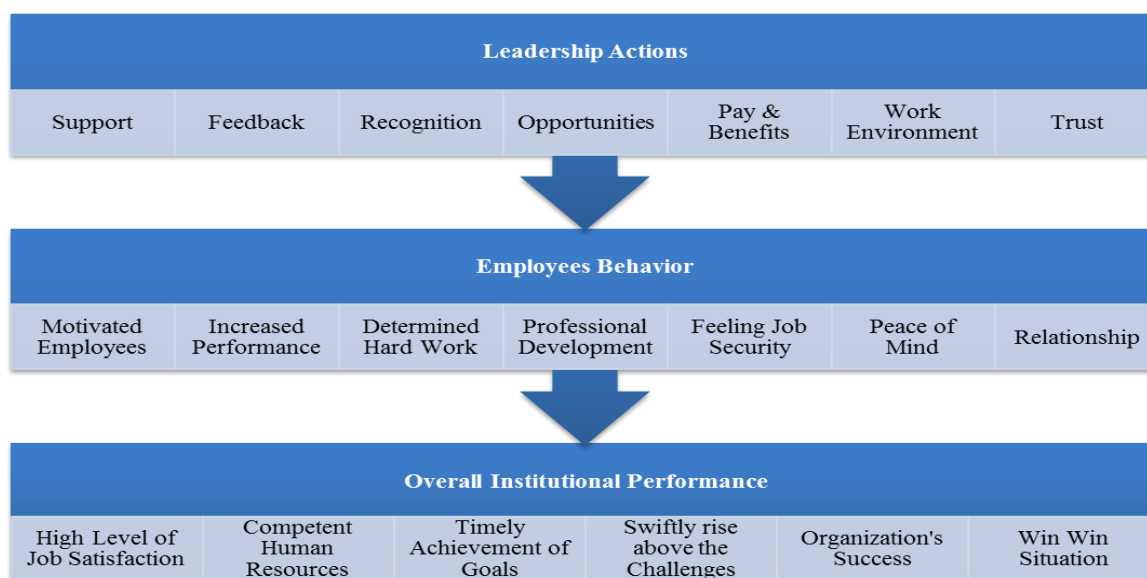 Leadership Actions
Support
Feedback
Recognition
Opportunities
Pay &
Benefits
Work
Environment
Trust
Employees Behavior
Motivated
Employees
Increased
Performance
Determined
Hard Work
Professional
Development
Feeling Job
Security
Peace of
Mind
Relationship
Overall Institutional Performance
High Level of
Job Satisfaction
Competent
Human
Resources
Timely
Achievement of
Goals
Swiftly rise
above the
Challenges
Organization's
Success
Win Win
Situation